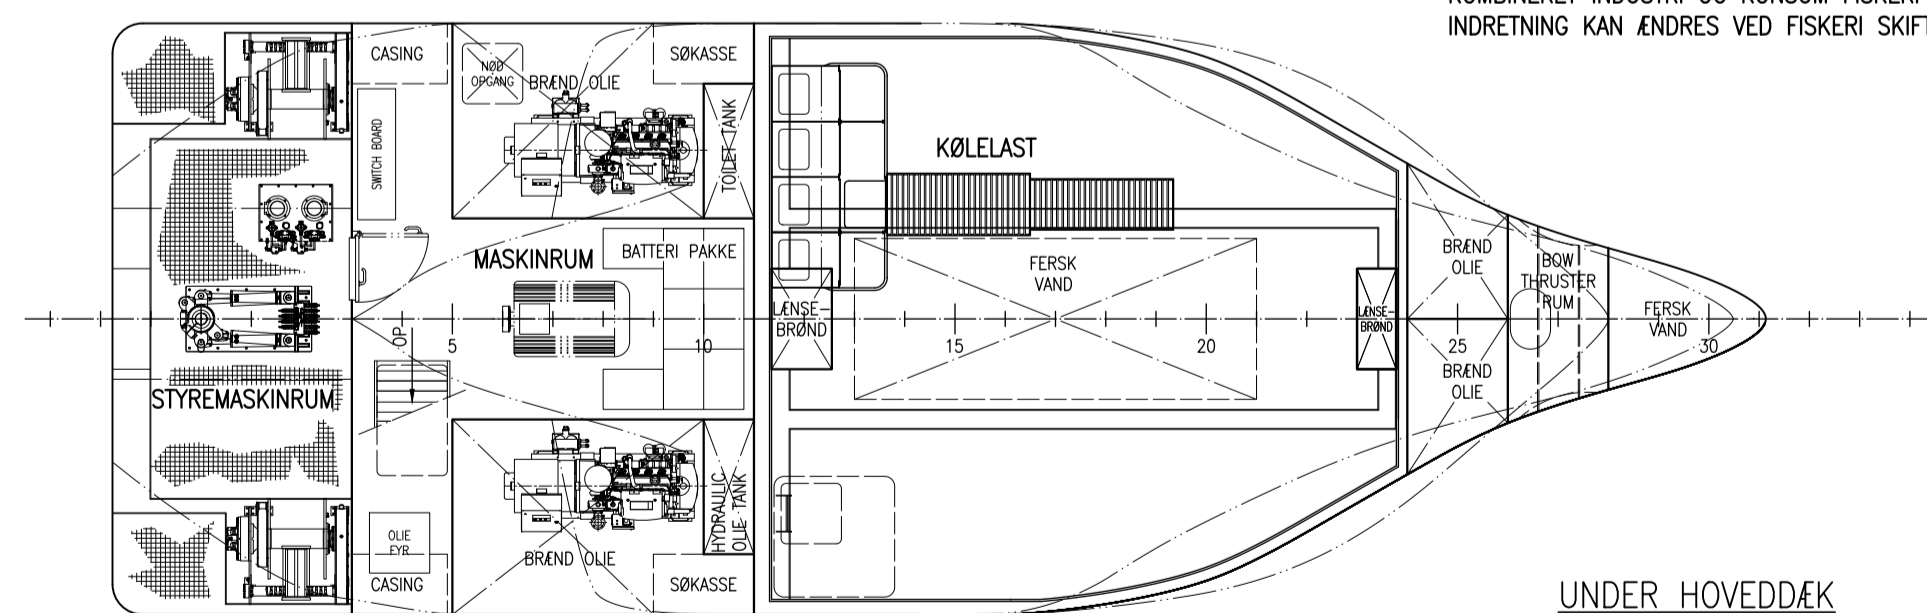 INDRETNING KAN ÆNDRES VED FISKERI SKIFT
CASING
NØD
OPGANG
BRÆND OLIE
SØKASSE
SWITCH BOARD
TOILET TANK
KØLELAST
MASKINRUM
BATTERI PAKKE
FERSK
VAND
BRÆND
OLIE
BOW
THRUSTER
RUM
LÆNSE-
BRØND
LÆNSE-
BRØND
FERSK
VAND
OP
5
10
15
20
25
30
BRÆND
OLIE
STYREMASKINRUM
HYDRAULIC
OLIE TANK
OLIE
FYR
BRÆND OLIE
CASING
SØKASSE
UNDER HOVEDDÆK